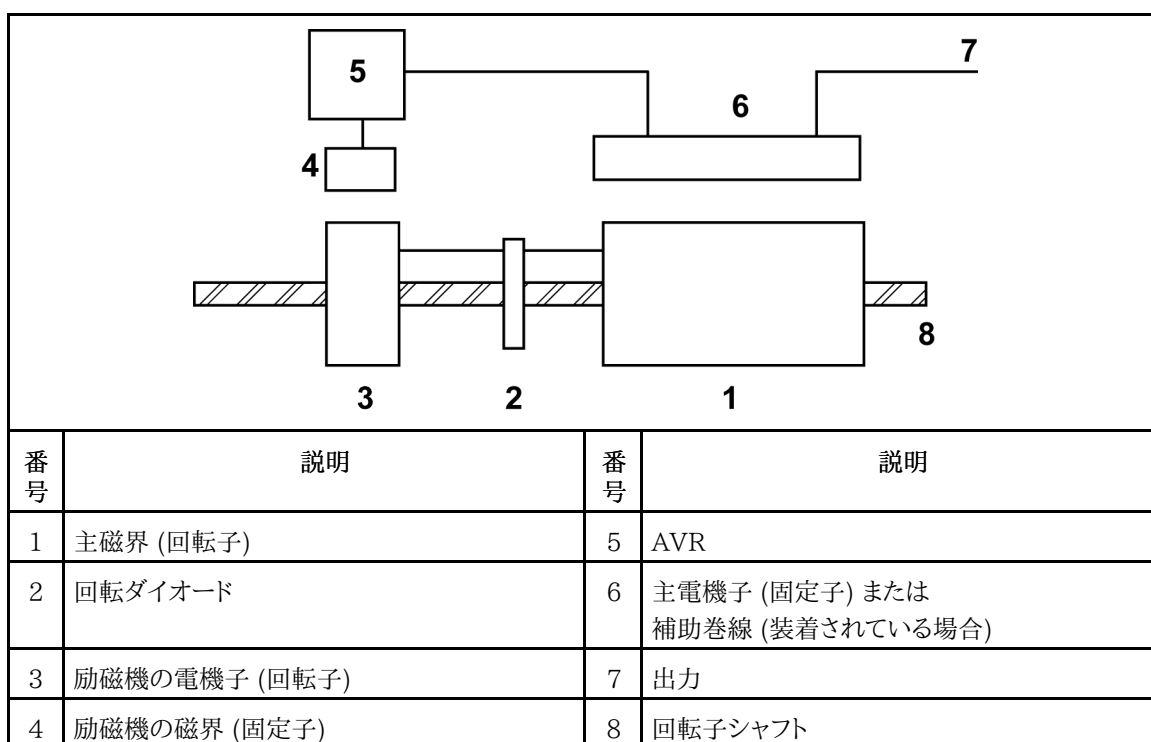 5
7
6
4
8
3
2
1
番号
説明
番号
説明
1
主磁界 (回転子)
5
AVR
2
回転ダイオード
6
主電機子 (固定子) または
補助巻線 (装着されている場合)
3
励磁機の電機子 (回転子)
7
出力
4
励磁機の磁界 (固定子)
8
回転子シャフト